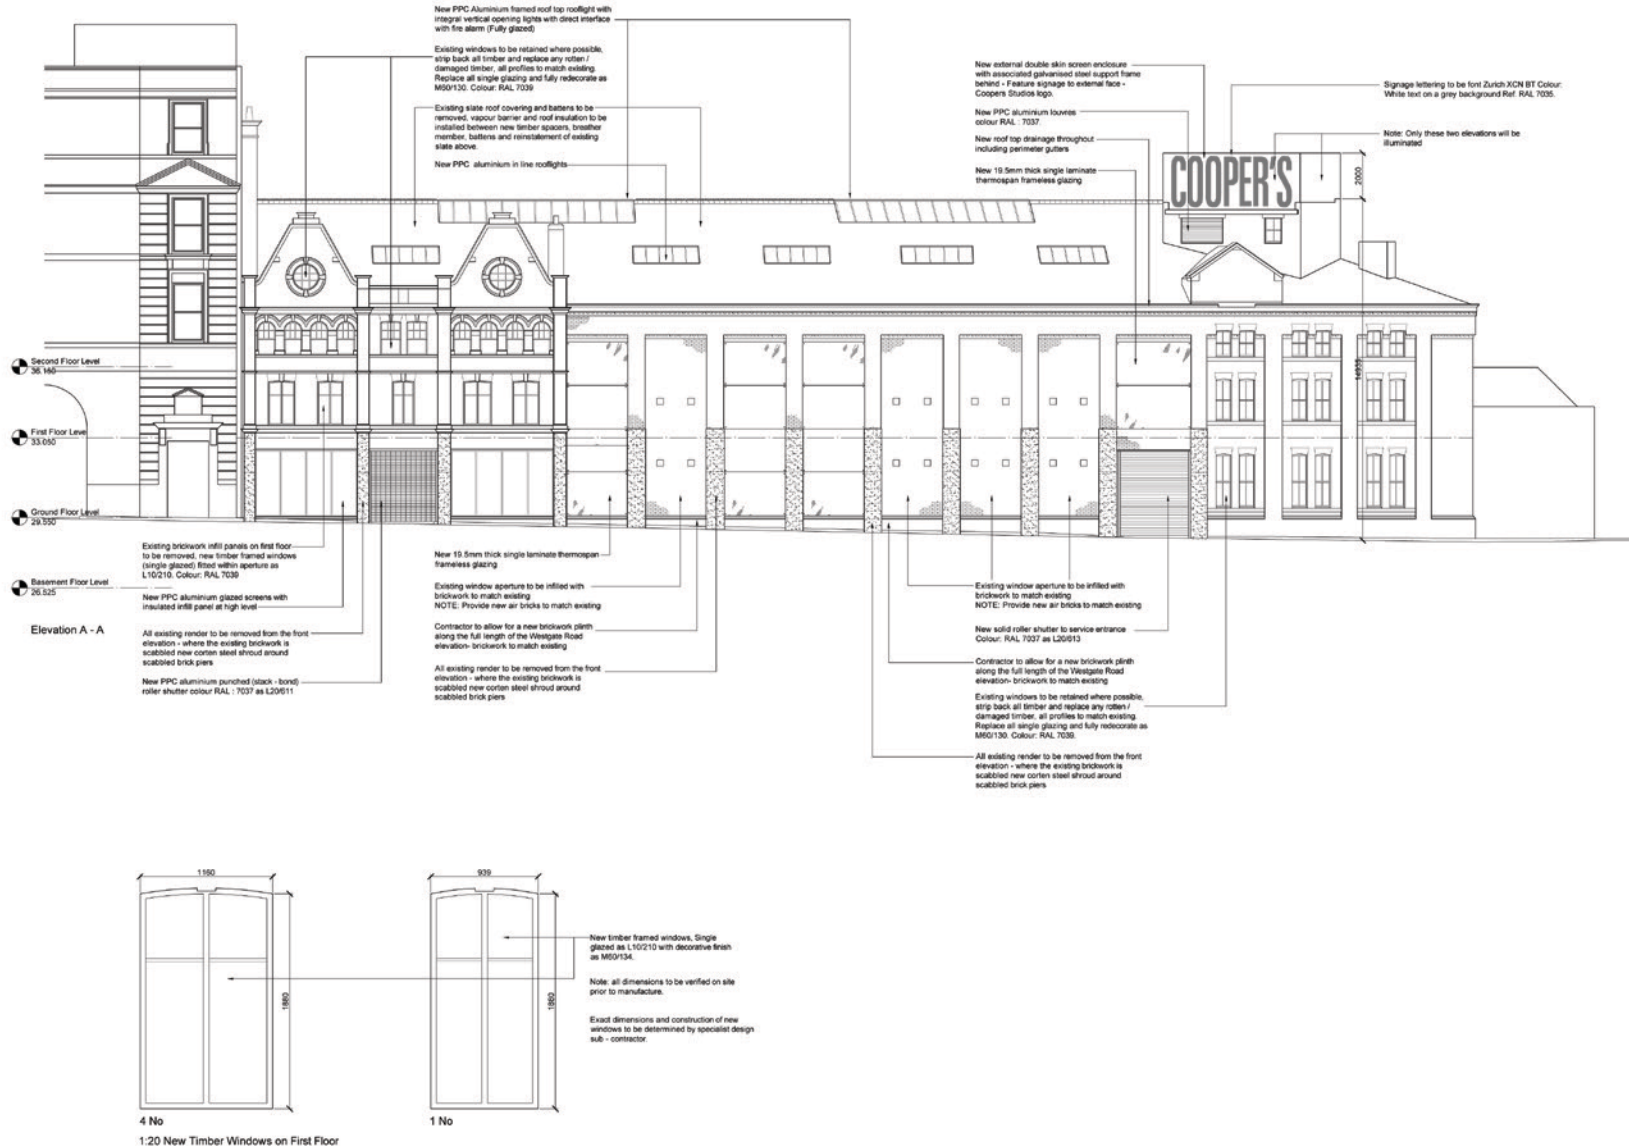 New PPC Aluminium framed roof top rooflight with
integral vertical opening lights with direct interface
with fire alarm (Fully glazed)
Existing windows to be retained where possible,
strip back all timber and replace any rotten /
damaged timber, all profiles to match existing.
Replace all single glazing and fully redecorate as
M60/130. Colour: RAL 7039
Existing slate roof covering and battens to be
removed, vapour barrier and roof insulation to be
installed between new timber spacers, breather
member, battens and reinstatement of existing
slate above.
New PPC aluminium in line rooflights
New external double skin screen enclosure
with associated galvanised steel support frame
behind - Feature signage to external face -
Coopers Studios logo.
New PPC aluminium louvres
colour RAL : 7037
New roof top drainage throughout
including perimeter gutters
New 19.5mm thick single laminate
thermospan frameless glazing
Signage lettering to be font Zurich XCN BT Colour:
White text on a grey background Ref. RAL 7035.
Note: Only these two elevations will be
illuminated
COOPER'S
2000
14935
Second Floor Level
36.160
First Floor Level
33.050
Ground Floor Level
29.550
Basement Floor Level
26.525
Elevation A - A
Existing brickwork infill panels on first floor
to be removed, new timber framed windows
(single glazed) fitted within aperture as
L10/210. Colour: RAL 7039
New PPC aluminium glazed screens with
insulated infill panel at high level
All existing render to be removed from the front
elevation - where the existing brickwork is
scabbled new corten steel shroud around
scabbled brick piers
New PPC aluminium punched (stack - bond)
roller shutter colour RAL : 7037 as L20/611
New 19.5mm thick single laminate thermospan
frameless glazing
Existing window aperture to be infilled with
brickwork to match existing
NOTE: Provide new air bricks to match existing
Contractor to allow for a new brickwork plinth
along the full length of the Westgate Road
elevation- brickwork to match existing
All existing render to be removed from the front
elevation - where the existing brickwork is
scabbled new corten steel shroud around
scabbled brick piers
Existing window aperture to be infilled with
brickwork to match existing
NOTE: Provide new air bricks to match existing
New solid roller shutter to service entrance
Colour: RAL 7037 as L20/613
Contractor to allow for a new brickwork plinth
along the full length of the Westgate Road
elevation- brickwork to match existing
Existing windows to be retained where possible,
strip back all timber and replace any rotten /
damaged timber, all profiles to match existing.
Replace all single glazing and fully redecorate as
M60/130. Colour: RAL 7039.
All existing render to be removed from the front
elevation - where the existing brickwork is
scabbled new corten steel shroud around
scabbled brick piers
1160
1880
4 No
939
1880
1 No
New timber framed windows, Single
glazed as L10/210 with decorative finish
as M60/134.
Note: all dimensions to be verified on site
prior to manufacture.
Exact dimensions and construction of new
windows to be determined by specialist design
sub - contractor.
1:20 New Timber Windows on First Floor